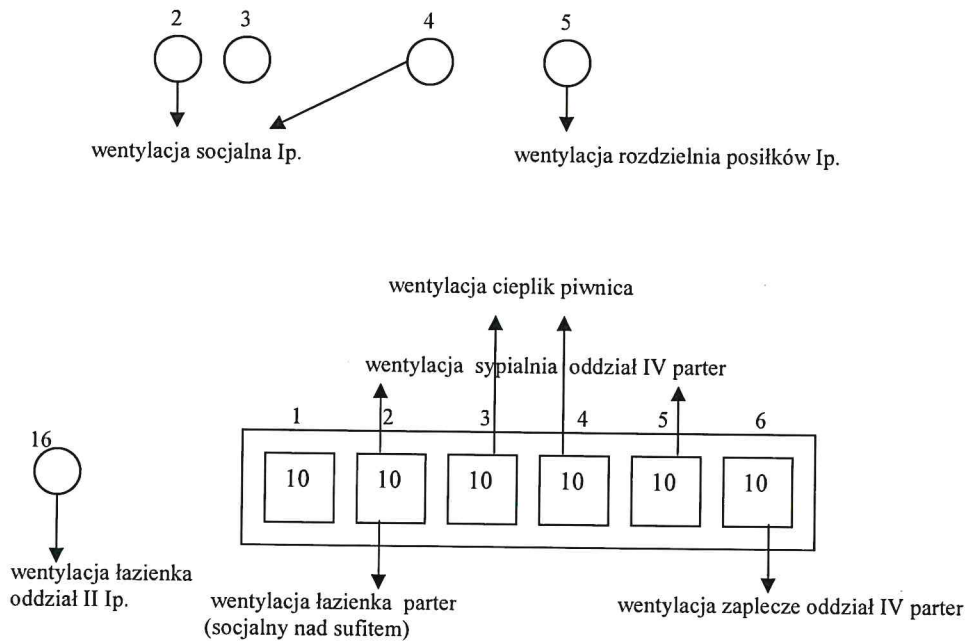 2 3 4 5
wentylacja socjalna Ip.
wentylacja rozdzielnia posiłków Ip.
wentylacja cieplik piwnica
wentylacja sypialnia oddział IV parter
1 2 3 4 5 6
16
10 10 10 10 10 10
wentylacja łazienka
oddział II Ip.
wentylacja łazienka parter
(socjalny nad sufitem)
wentylacja zaplecze oddział IV parter